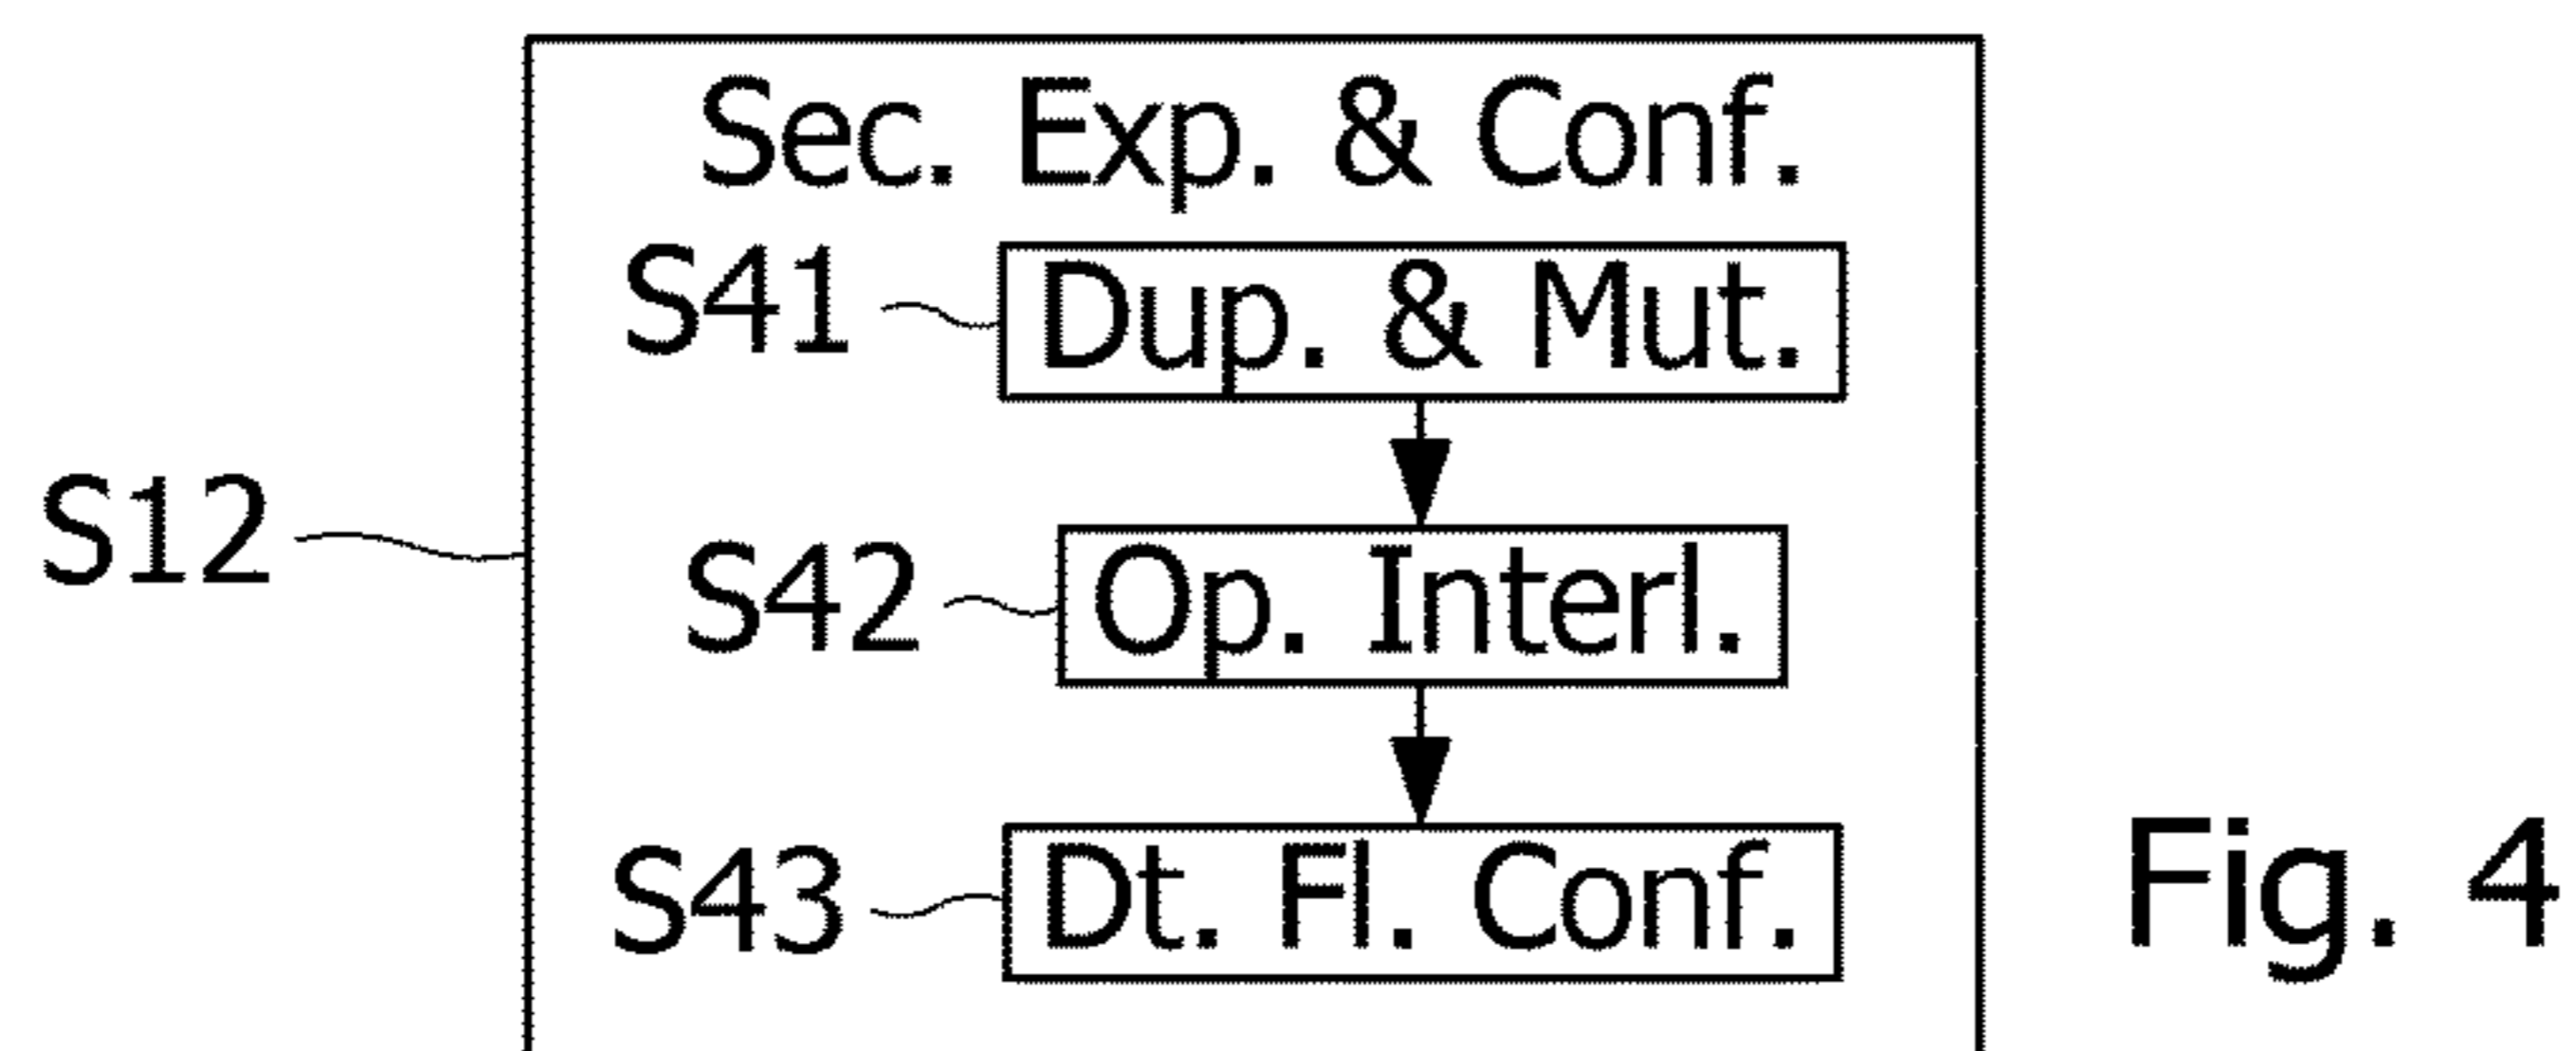 Sec. Exp. & Conf.
S41 Dup. & Mut.
S12
S42 Op. Interl.
S43 Dt. Fl. Conf.
Fig. 4